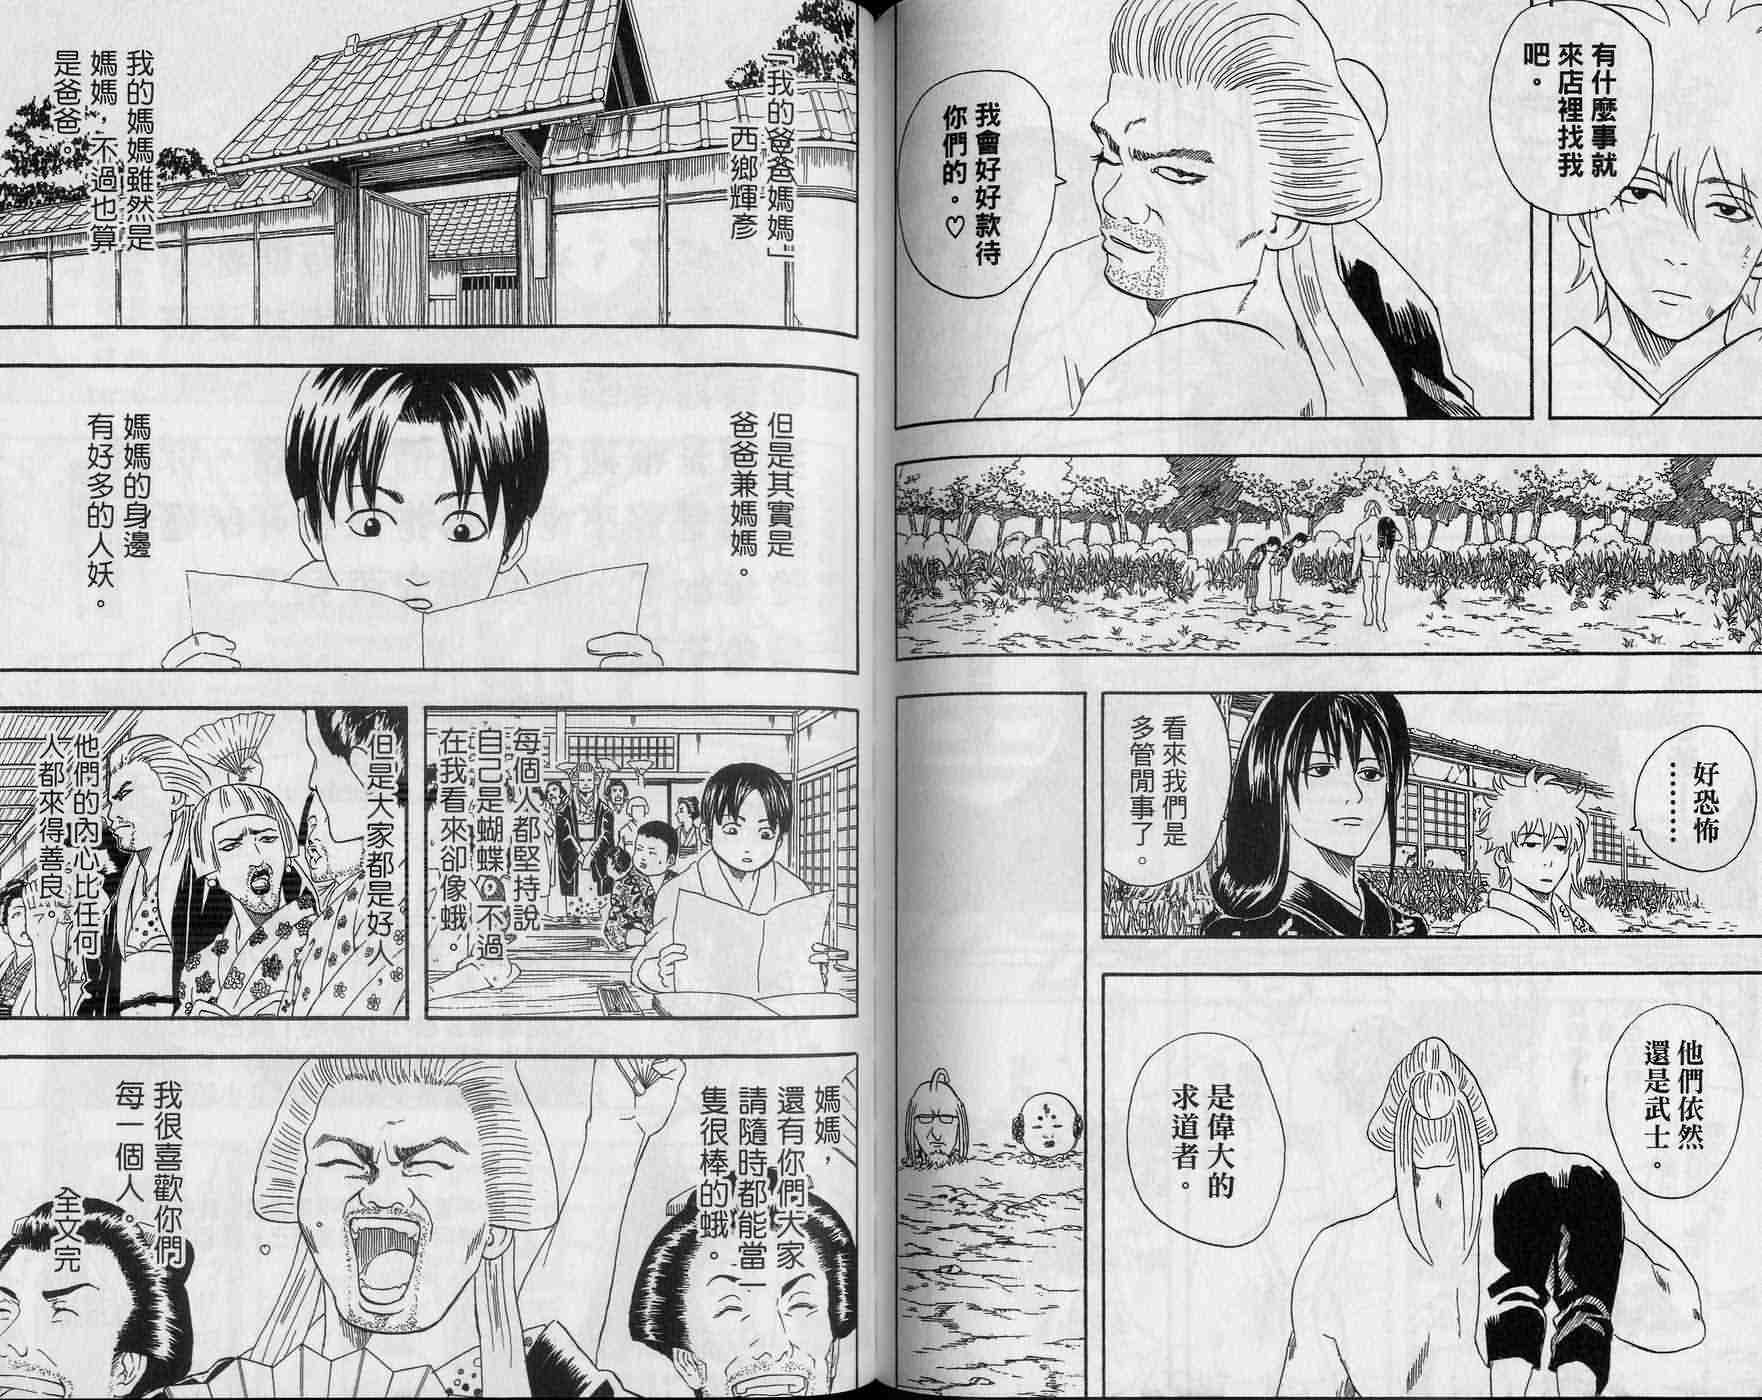 有什麼事就
來店裡找我
吧。
我會好好款待
你們的。♡
好恐怖
………
看來我們是
多管閒事了。
他們依然
還是武士。
是偉大的
求道者。
「我的爸爸媽媽」
西鄉輝彥
我的媽媽雖然是
媽媽，不過也算
是爸爸。
但是其實是
爸爸兼媽媽。
媽媽的身邊
有好多的人妖。
每個人都堅持說
自己是蝴蝶。不過
在我看來卻像蛾。
但是大家都是好人，
他們的內心比任何
人都來得善良。
媽媽，
還有你們大家
請隨時都能當一
隻很棒的蛾。
我很喜歡你們
每一個人。
全文完